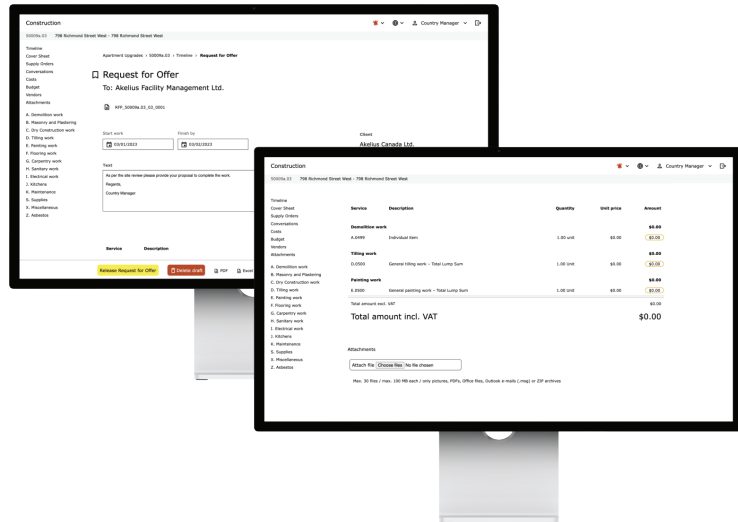 Construction
Country Manager
50009a.03 798 Richmond Street West - 798 Richmond Street West
Timeline
Cover Sheet
Supply Orders
Conversations
Costs
Budget
Vendors
Attachments
A. Demolition work
B. Masonry and Plastering
C. Dry Construction work
D. Tilling work
E. Painting work
F. Flooring work
G. Carpentry work
H. Sanitary work
I. Electrical work
J. Kitchens
K. Maintenance
S. Supplies
X. Miscellaneous
Z. Asbestos
Apartment Upgrades › 50009a.03 › Timeline › Request for Offer
Request for Offer
To: Akelius Facility Management Ltd.
RFP_50009a.03_03_0001
Start work Finish by
03/01/2023 03/02/2023
Client
Akelius Canada Ltd.
Text
As per the site review please provide your proposal to complete the work.
Regards,
Country Manager
Service Description
Release Request for Offer Delete draft PDF Excel
Construction
Country Manager
50009a.03 798 Richmond Street West - 798 Richmond Street West
Timeline
Cover Sheet
Supply Orders
Conversations
Costs
Budget
Vendors
Attachments
A. Demolition work
B. Masonry and Plastering
C. Dry Construction work
D. Tilling work
E. Painting work
F. Flooring work
G. Carpentry work
H. Sanitary work
I. Electrical work
J. Kitchens
K. Maintenance
S. Supplies
X. Miscellaneous
Z. Asbestos
Service Description Quantity Unit price Amount
Demolition work $0.00
A.0499 Individual item 1.00 unit $0.00 $0.00
Tilling work $0.00
D.0500 General tilling work – Total Lump Sum 1.00 Unit $0.00 $0.00
Painting work $0.00
E.0500 General painting work – Total Lump Sum 1.00 Unit $0.00 $0.00
Total amount excl. VAT $0.00
Total amount incl. VAT $0.00
Attachments
Attach file Choose files No file chosen
Max. 30 files / max. 100 MB each / only pictures, PDFs, Office files, Outlook e-mails (.msg) or ZIP archives